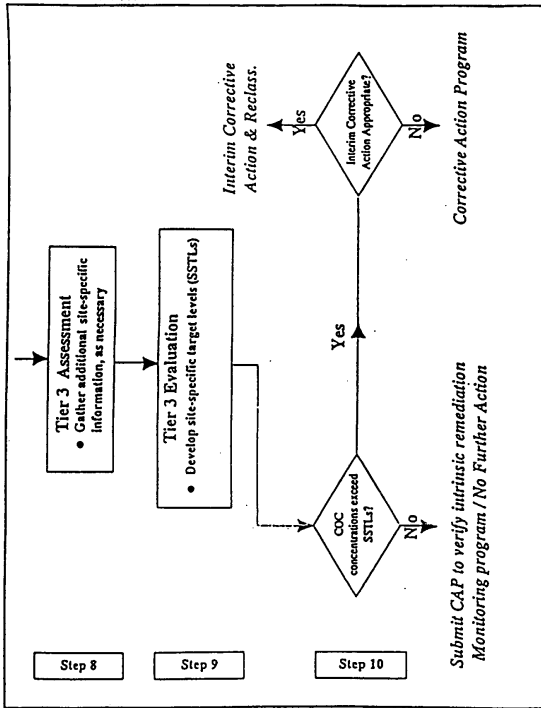 Step 8
Tier 3 Assessment
● Gather additional site-specific
information, as necessary
Step 9
Tier 3 Evaluation
● Develop site-specific target levels (SSTLs)
Step 10
COC
concentrations exceed
SSTLs?
Yes
No
Submit CAP to verify intrinsic remediation
Monitoring program / No Further Action
Interim Corrective
Action Appropriate?
Yes
Interim Corrective
Action & Reclass.
No
Corrective Action Program